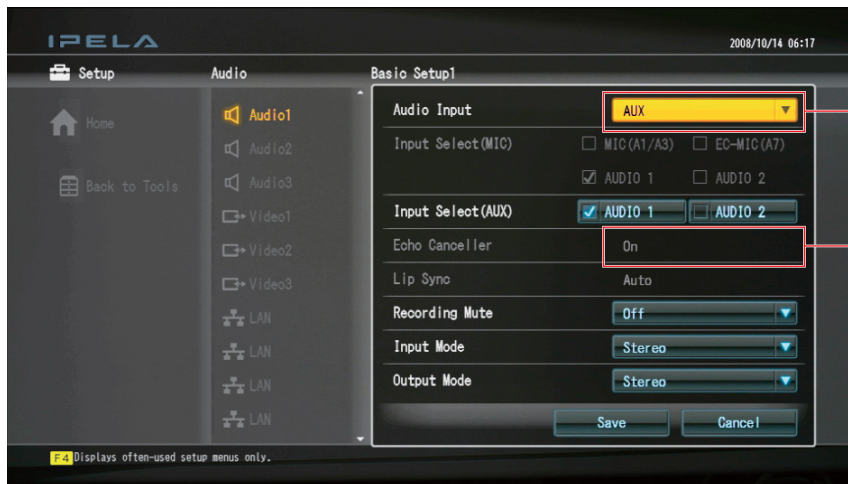 IPELA
2008/10/14 06:17
Setup
Audio
Basic Setup1
Home
Back to Tools
Audio1
Audio2
Audio3
Video1
Video2
Video3
LAN
LAN
LAN
LAN
Audio Input AUX
Input Select(MIC) MIC(A1/A3) EC-MIC(A7)
AUDIO 1 AUDIO 2
Input Select(AUX) AUDIO 1 AUDIO 2
Echo Canceller On
Lip Sync Auto
Recording Mute Off
Input Mode Stereo
Output Mode Stereo
Save Cancel
F4 Displays often-used setup menus only.